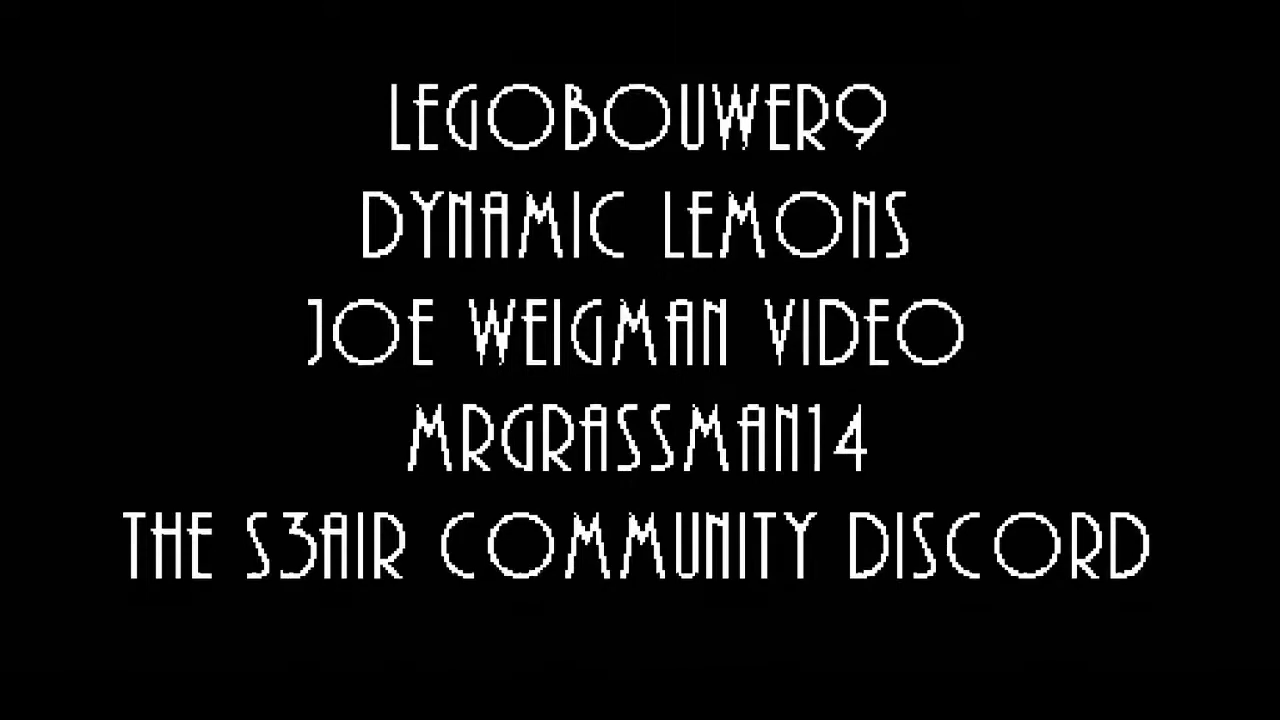 LEGOBOUWER9
DYNAMIC LEMONS
JOE WEIGMAN VIDEO
MRGRASSMAN14
THE S3AIR COMMUNITY DISCORD